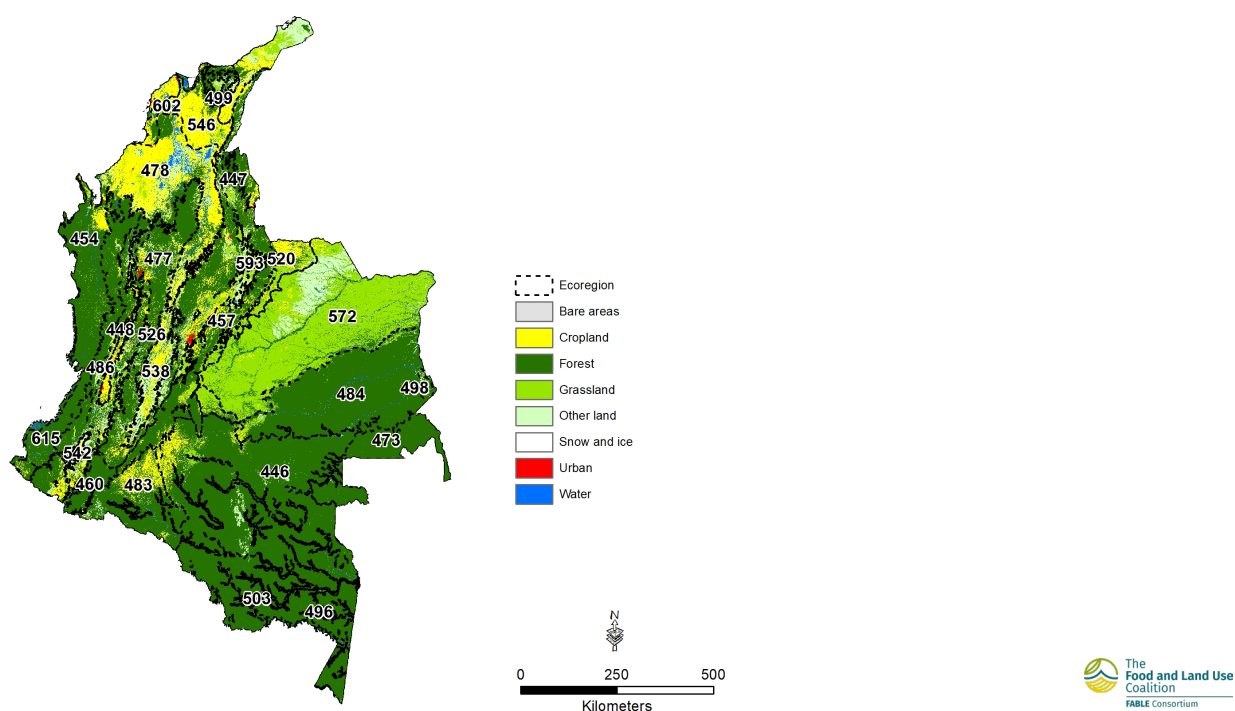 499
602
546
478
447
454
477
593
520
457
572
448
526
486
538
484
498
615
542
473
460
483
446
503
496
Ecoregion
Bare areas
Cropland
Forest
Grassland
Other land
Snow and ice
Urban
Water
N
0 250 500
Kilometers
The
Food and Land Use
Coalition
FABLE Consortium